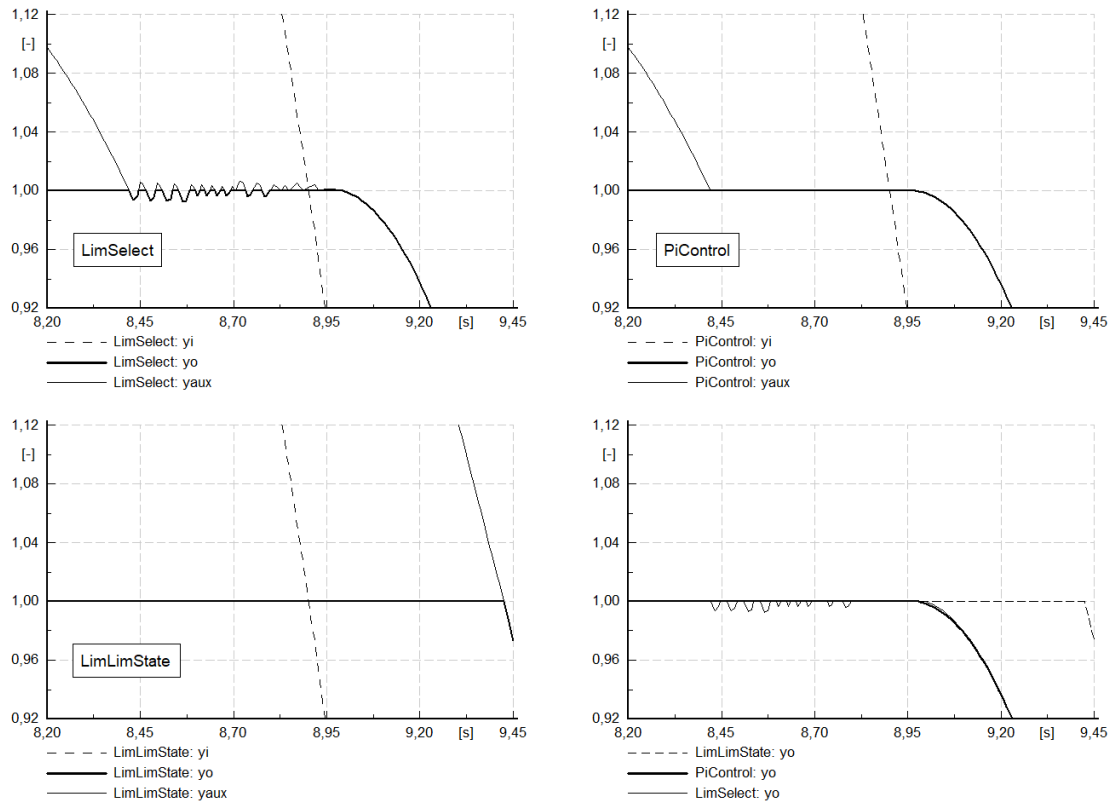 1,12
[-]
1,08
1,04
1,00
0,96
0,92
LimSelect
8,20 8,45 8,70 8,95 9,20 [s] 9,45
LimSelect: yi
LimSelect: yo
LimSelect: yaux
1,12
[-]
1,08
1,04
1,00
0,96
0,92
PiControl
8,20 8,45 8,70 8,95 9,20 [s] 9,45
PiControl: yi
PiControl: yo
PiControl: yaux
1,12
[-]
1,08
1,04
1,00
0,96
0,92
LimLimState
8,20 8,45 8,70 8,95 9,20 [s] 9,45
LimLimState: yi
LimLimState: yo
LimLimState: yaux
1,12
[-]
1,08
1,04
1,00
0,96
0,92
8,20 8,45 8,70 8,95 9,20 [s] 9,45
LimLimState: yo
PiControl: yo
LimSelect: yo